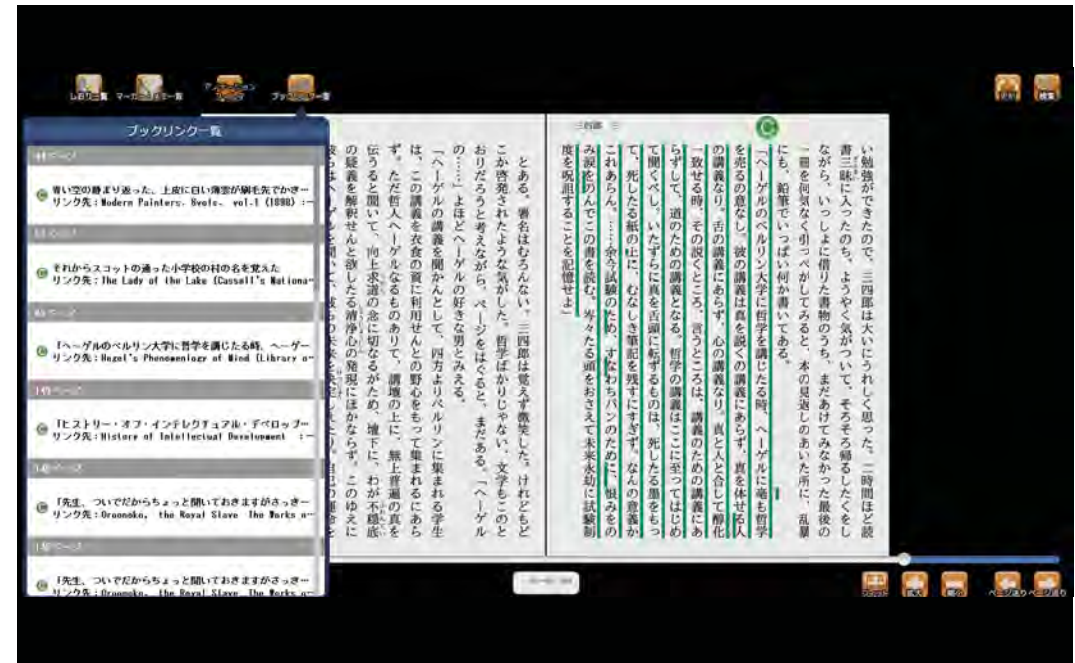 しおり一覧
マーカー・メモ一覧
ブックリンク一覧
検索
ブックリンク一覧
青い空の静まり返った、上皮に白い薄雲が刷毛先でかき…
リンク先：Modern Painters. 5vols. vol.1 (1898) :…
それからスコットの通った小学校の村の名を覚えた
リンク先：The Lady of the Lake (Cassell's Nationa…
「ヘーゲルのベルリン大学に哲学を講じたる時、ヘーゲ…
リンク先：Hegel's Phenomenlogy of Mind (Library o…
『ヒストリー・オフ・インテレクチュアル・デベロップ…
リンク先：History of Intellectual Development :…
「先生、ついでだからちょっと聞いておきますがさっき…
リンク先：Oroonoko, the Royal Slave The Works o…
「先生、ついでだからちょっと聞いておきますがさっき…
リンク先：Oroonoko, the Royal Slave The Works o…
三四郎 三
い勉強ができたので、三四郎は大いにうれしく思った。二時間ほど読
書三昧に入ったのち、ようやく気がついて、そろそろ帰るしたくをし
ながら、いっしょに借りた書物のうち、まだあけてみなかった最後の
一冊を何気なく引っぺがしてみると、本の見返しのあいた所に、乱暴
にも、鉛筆でいっぱい何か書いてある。
「ヘーゲルのベルリン大学に哲学を講じたる時、ヘーゲルに毫も哲学
を売るの意なし。彼の講義は真を説くの講義にあらず、真を体せる人
の講義なり。舌の講義にあらず、心の講義なり。真と人と合して醇化
一致せる時、その説くところ、言うところは、講義のための講義にあ
らずして、道のための講義となる。哲学の講義はここに至ってはじめ
て聞くべし。いたずらに真を舌頭に転ずるものは、死したる墨をもっ
て、死したる紙の上に、むなしき筆記を残すにすぎず。なんの意義か
これあらん。……余今試験のため、すなわちパンのために、恨みをの
み涙をのんでこの書を読む。岑々たる頭をおさえて未来永劫に試験制
度を呪詛することを記憶せよ」
とある。署名はむろんない。三四郎は覚えず微笑した。けれどもど
こか啓発されたような気がした。哲学ばかりじゃない、文学もこのと
おりだろうと考えながら、ページをはぐると、まだある。「ヘーゲル
の……」よほどヘーゲルの好きな男とみえる。
「ヘーゲルの講義を聞かんとして、四方よりベルリンに集まれる学生
は、この講義を衣食の資に利用せんとの野心をもって集まれるにあら
ず。ただ哲人ヘーゲルなるものありて、講壇の上に、無上普遍の真を
伝うると聞いて、向上求道の念に切なるがため、壇下に、わが不穏底
の疑義を解釈せんと欲したる清浄心の発現にほかならず。このゆえに
拡大
縮小
ページ送り
ページ送り